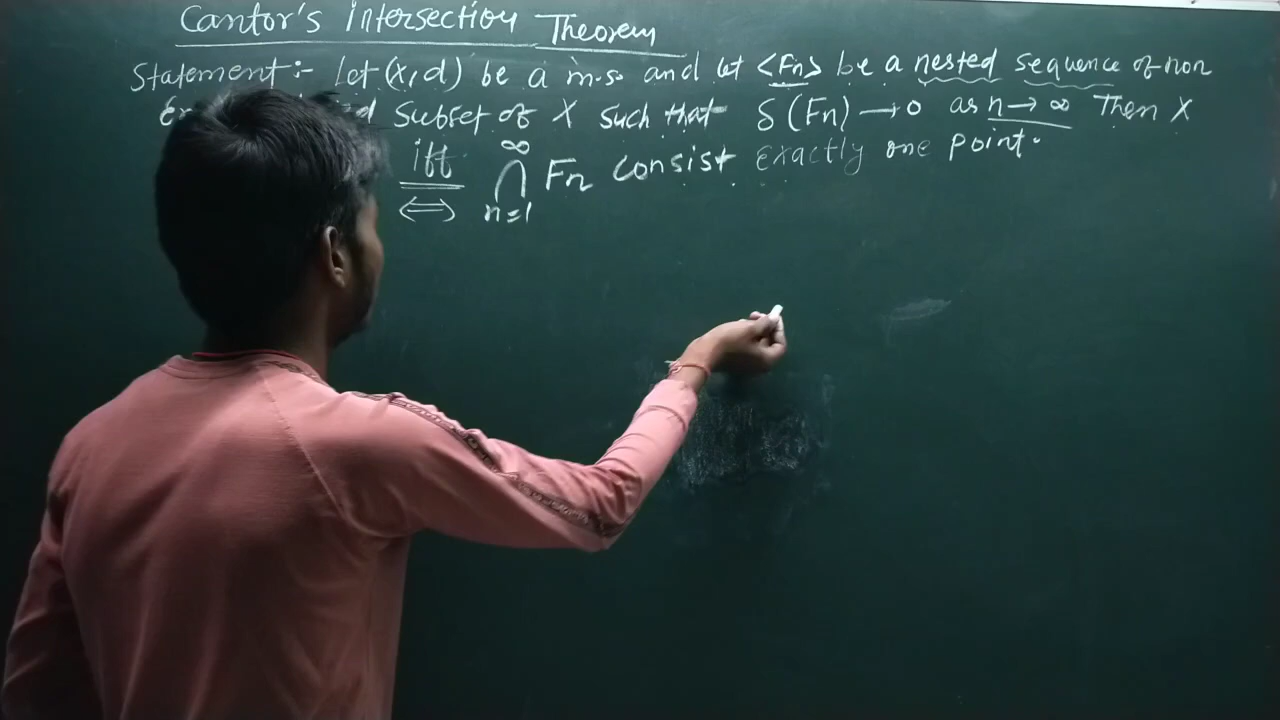 Cantor's Intersection Theorem
Statement:- Let (X, d) be a m.s. and let <Fn> be a nested sequence of non
subset of X such that δ(Fn) → 0 as n → ∞ Then X
iff ∞ ∩ n=1 Fn consist exactly one point.
⇔